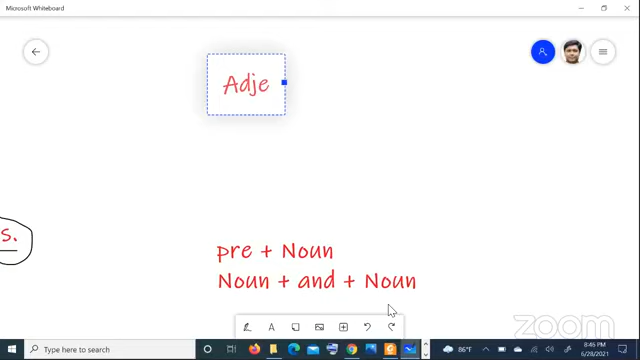 Microsoft Whiteboard
Adje
s.
pre + Noun
Noun + and + Noun
zoom
Type here to search
86°F
8:45 PM
6/28/2021